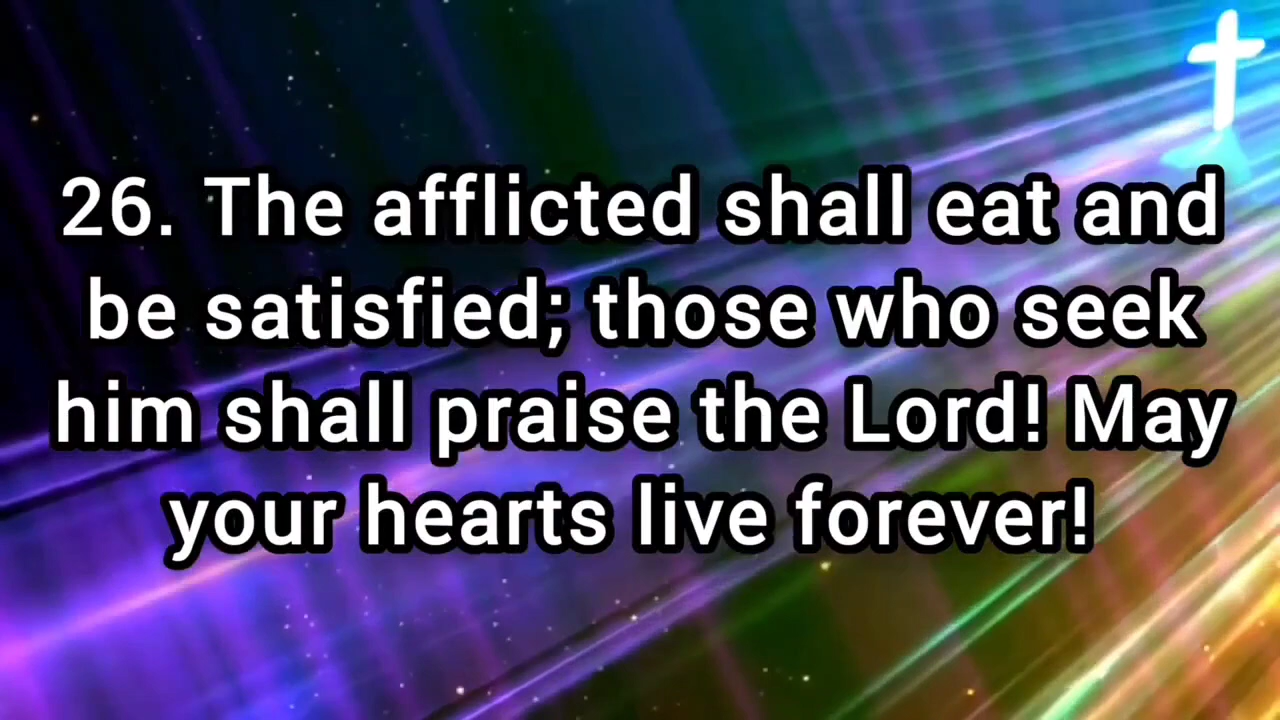 26. The afflicted shall eat and
be satisfied; those who seek
him shall praise the Lord! May
your hearts live forever!